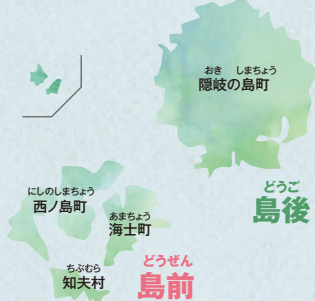 おき しまちょう
隠岐の島町
どうご
島後
にしのしまちょう
西ノ島町
あまちょう
海士町
ちぶむら
知夫村
どうぜん
島前